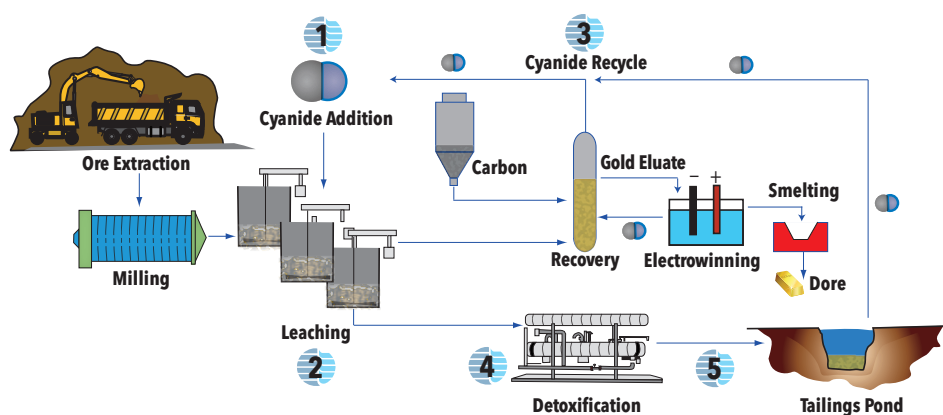 1
3
Cyanide Recycle
Cyanide Addition
Ore Extraction
Carbon
Gold Eluate
− +
Smelting
Milling
Recovery
Electrowinning
Dore
Leaching
2
4
5
Detoxification
Tailings Pond